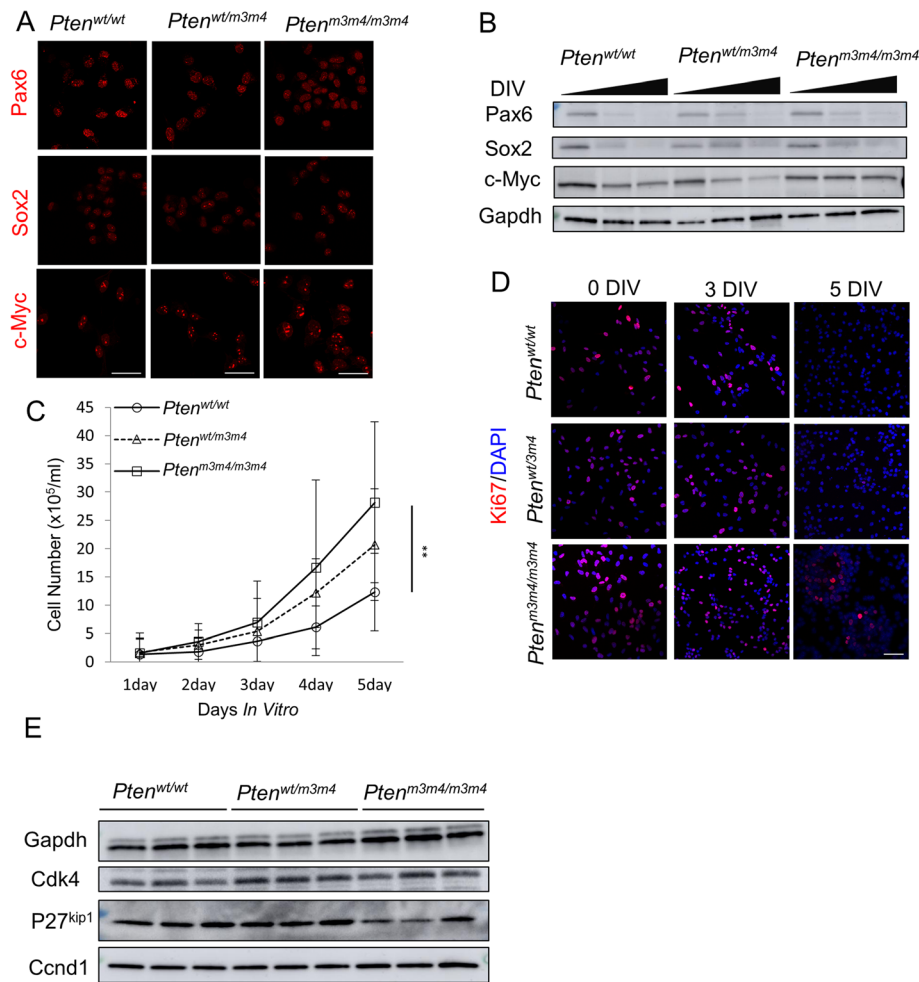 A
Pten^wt/wt Pten^wt/m3m4 Pten^m3m4/m3m4
Pax6
Sox2
c-Myc
B
Pten^wt/wt Pten^wt/m3m4 Pten^m3m4/m3m4
DIV
Pax6
Sox2
c-Myc
Gapdh
C
Cell Number (x10^5/ml)
45
40
35
30
25
20
15
10
5
0
Pten^wt/wt
Pten^wt/m3m4
Pten^m3m4/m3m4
**
1day 2day 3day 4day 5day
Days In Vitro
D
0 DIV 3 DIV 5 DIV
Ki67/DAPI
Pten^wt/wt
Pten^wt/3m4
Pten^m3m4/m3m4
E
Pten^wt/wt Pten^wt/m3m4 Pten^m3m4/m3m4
Gapdh
Cdk4
P27^kip1
Ccnd1